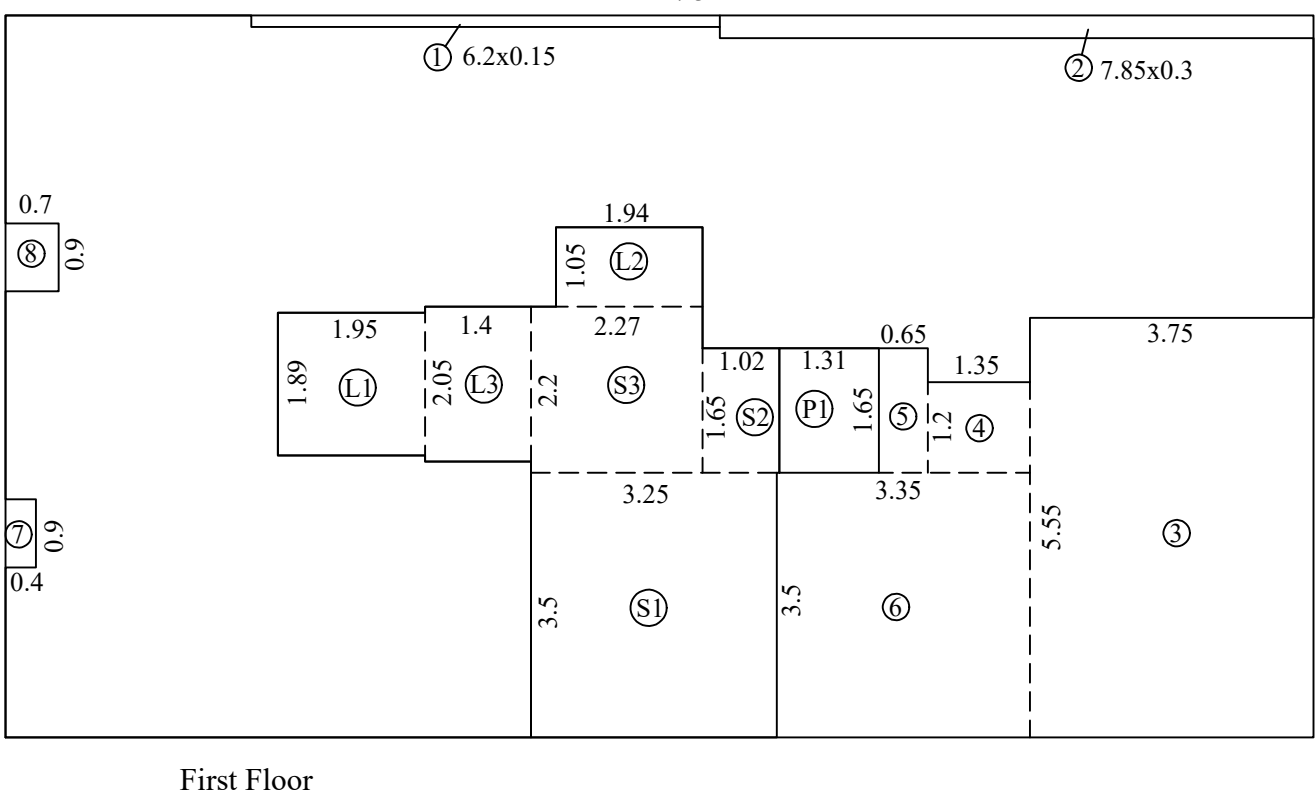 ① 6.2x0.15
② 7.85x0.3
0.7
⑧ 0.9
1.94
1.05 L2
1.95 1.4 2.27 0.65 3.75
1.02 1.31 1.35
1.89 L1 2.05 L3 2.2 S3
1.65 S2 P1 1.65 ⑤ 1.2 ④
3.25 3.35
⑦ 0.9 5.55 ③
0.4
3.5 S1 3.5 ⑥
First Floor